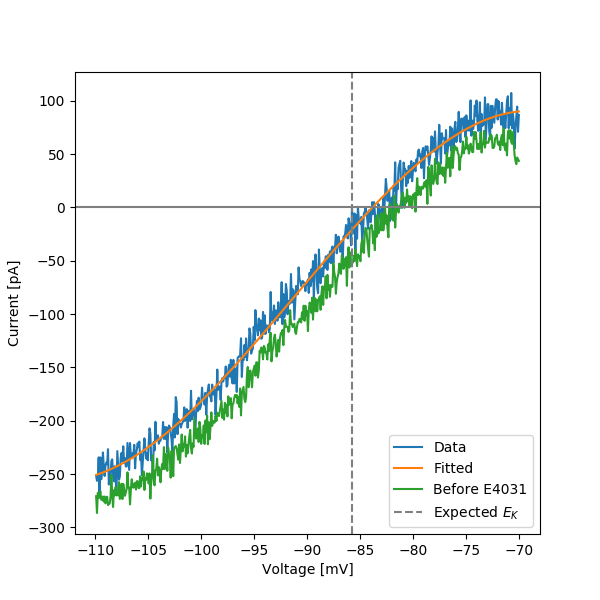 100
50
0
−50
−100
−150
−200
−250
−300
Current [pA]
Data
Fitted
Before E4031
Expected E_K
−110 −105 −100 −95 −90 −85 −80 −75 −70
Voltage [mV]